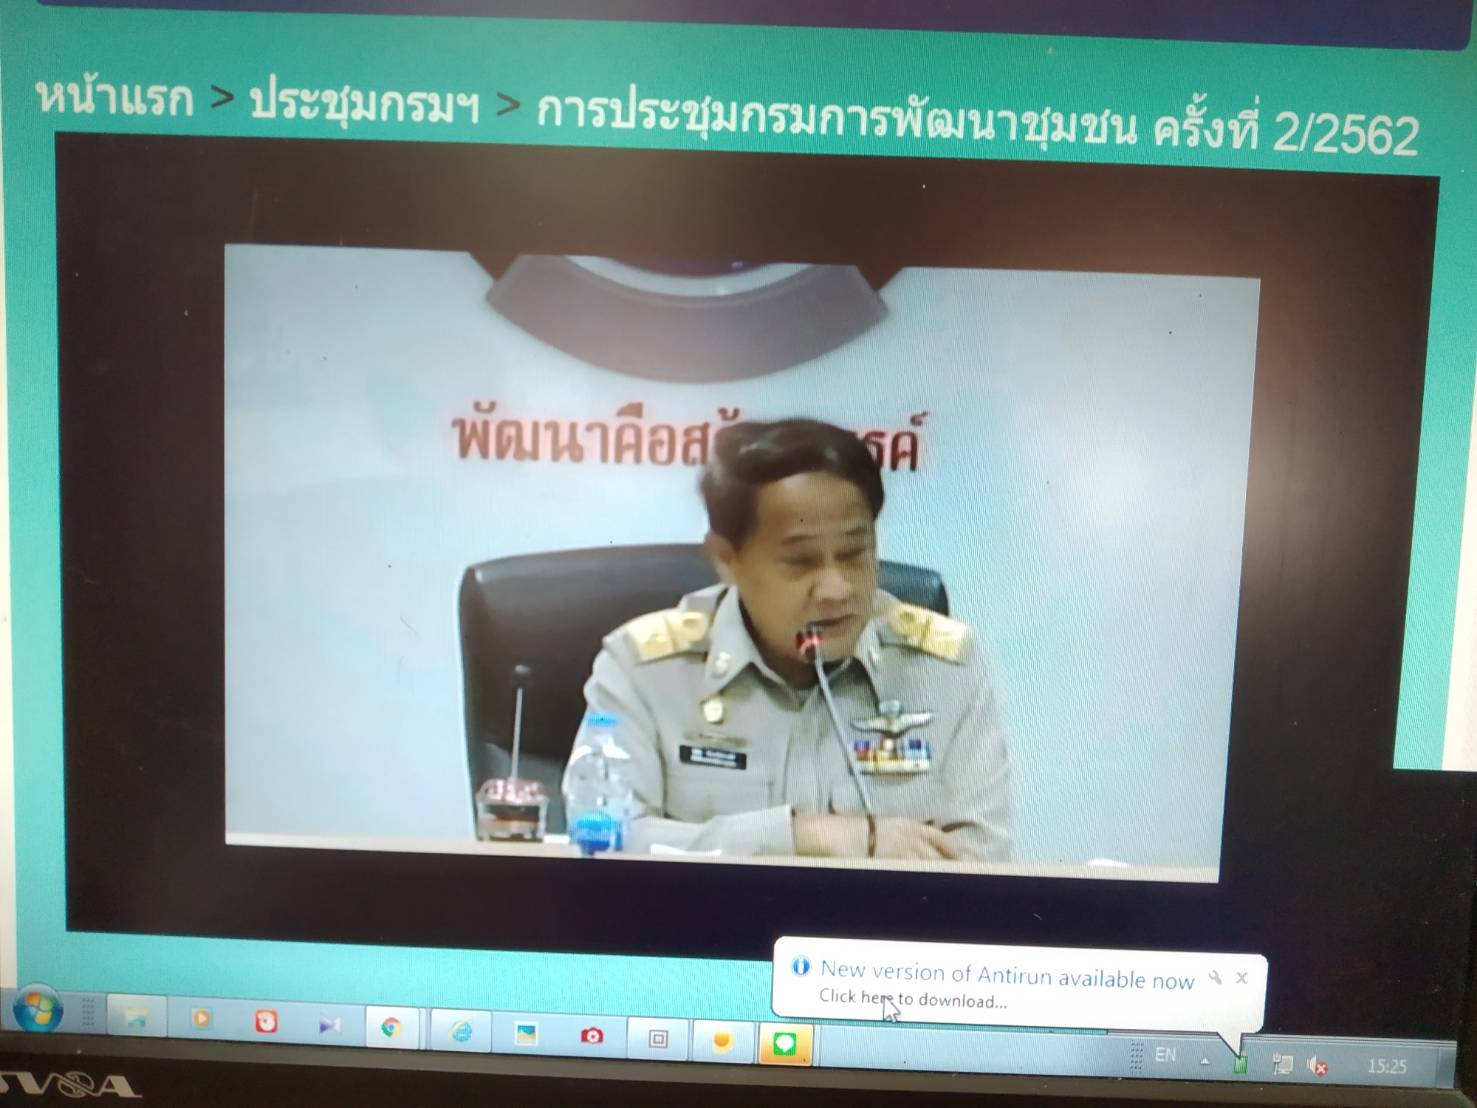 หน้าแรก > ประชุมกรมฯ > การประชุมกรมการพัฒนาชุมชน ครั้งที่ 2/2562
พัฒนาคือส
รค์
New version of Antirun available now
Click here to download...
EN
15:25